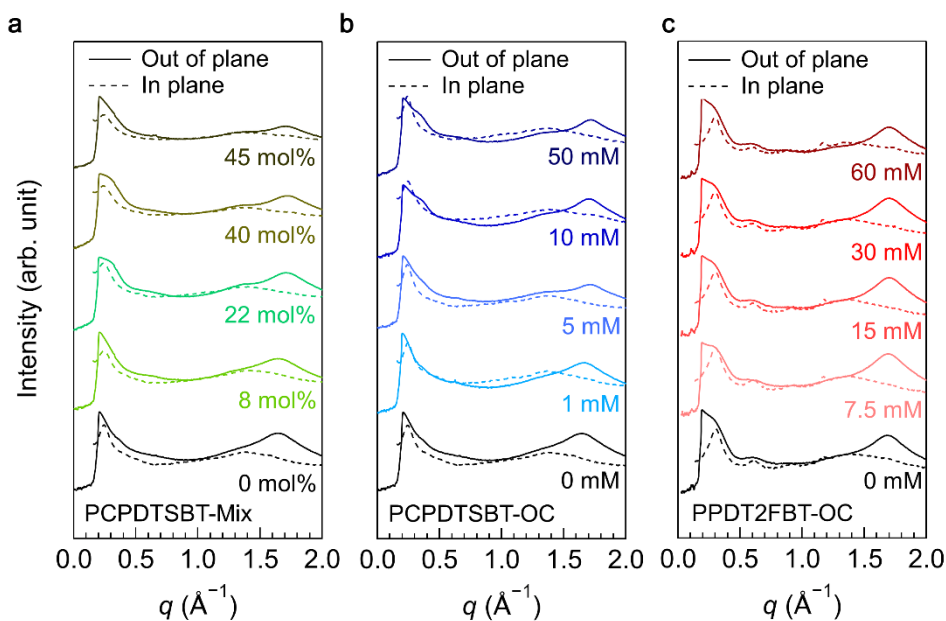 a
Out of plane
In plane
45 mol%
40 mol%
22 mol%
8 mol%
0 mol%
PCPDTSBT-Mix
0.0 0.5 1.0 1.5 2.0
q (Å⁻¹)
Intensity (arb. unit)
b
Out of plane
In plane
50 mM
10 mM
5 mM
1 mM
0 mM
PCPDTSBT-OC
0.0 0.5 1.0 1.5 2.0
q (Å⁻¹)
c
Out of plane
In plane
60 mM
30 mM
15 mM
7.5 mM
0 mM
PPDT2FBT-OC
0.0 0.5 1.0 1.5 2.0
q (Å⁻¹)